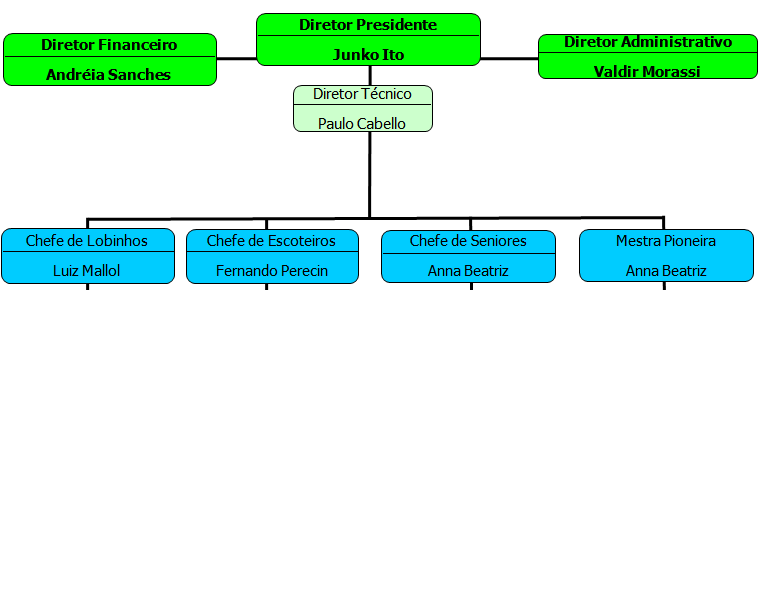 Diretor Presidente
Junko Ito
Diretor Financeiro
Andréia Sanches
Diretor Administrativo
Valdir Morassi
Diretor Técnico
Paulo Cabello
Chefe de Lobinhos
Luiz Mallol
Chefe de Escoteiros
Fernando Perecin
Chefe de Seniores
Anna Beatriz
Mestra Pioneira
Anna Beatriz